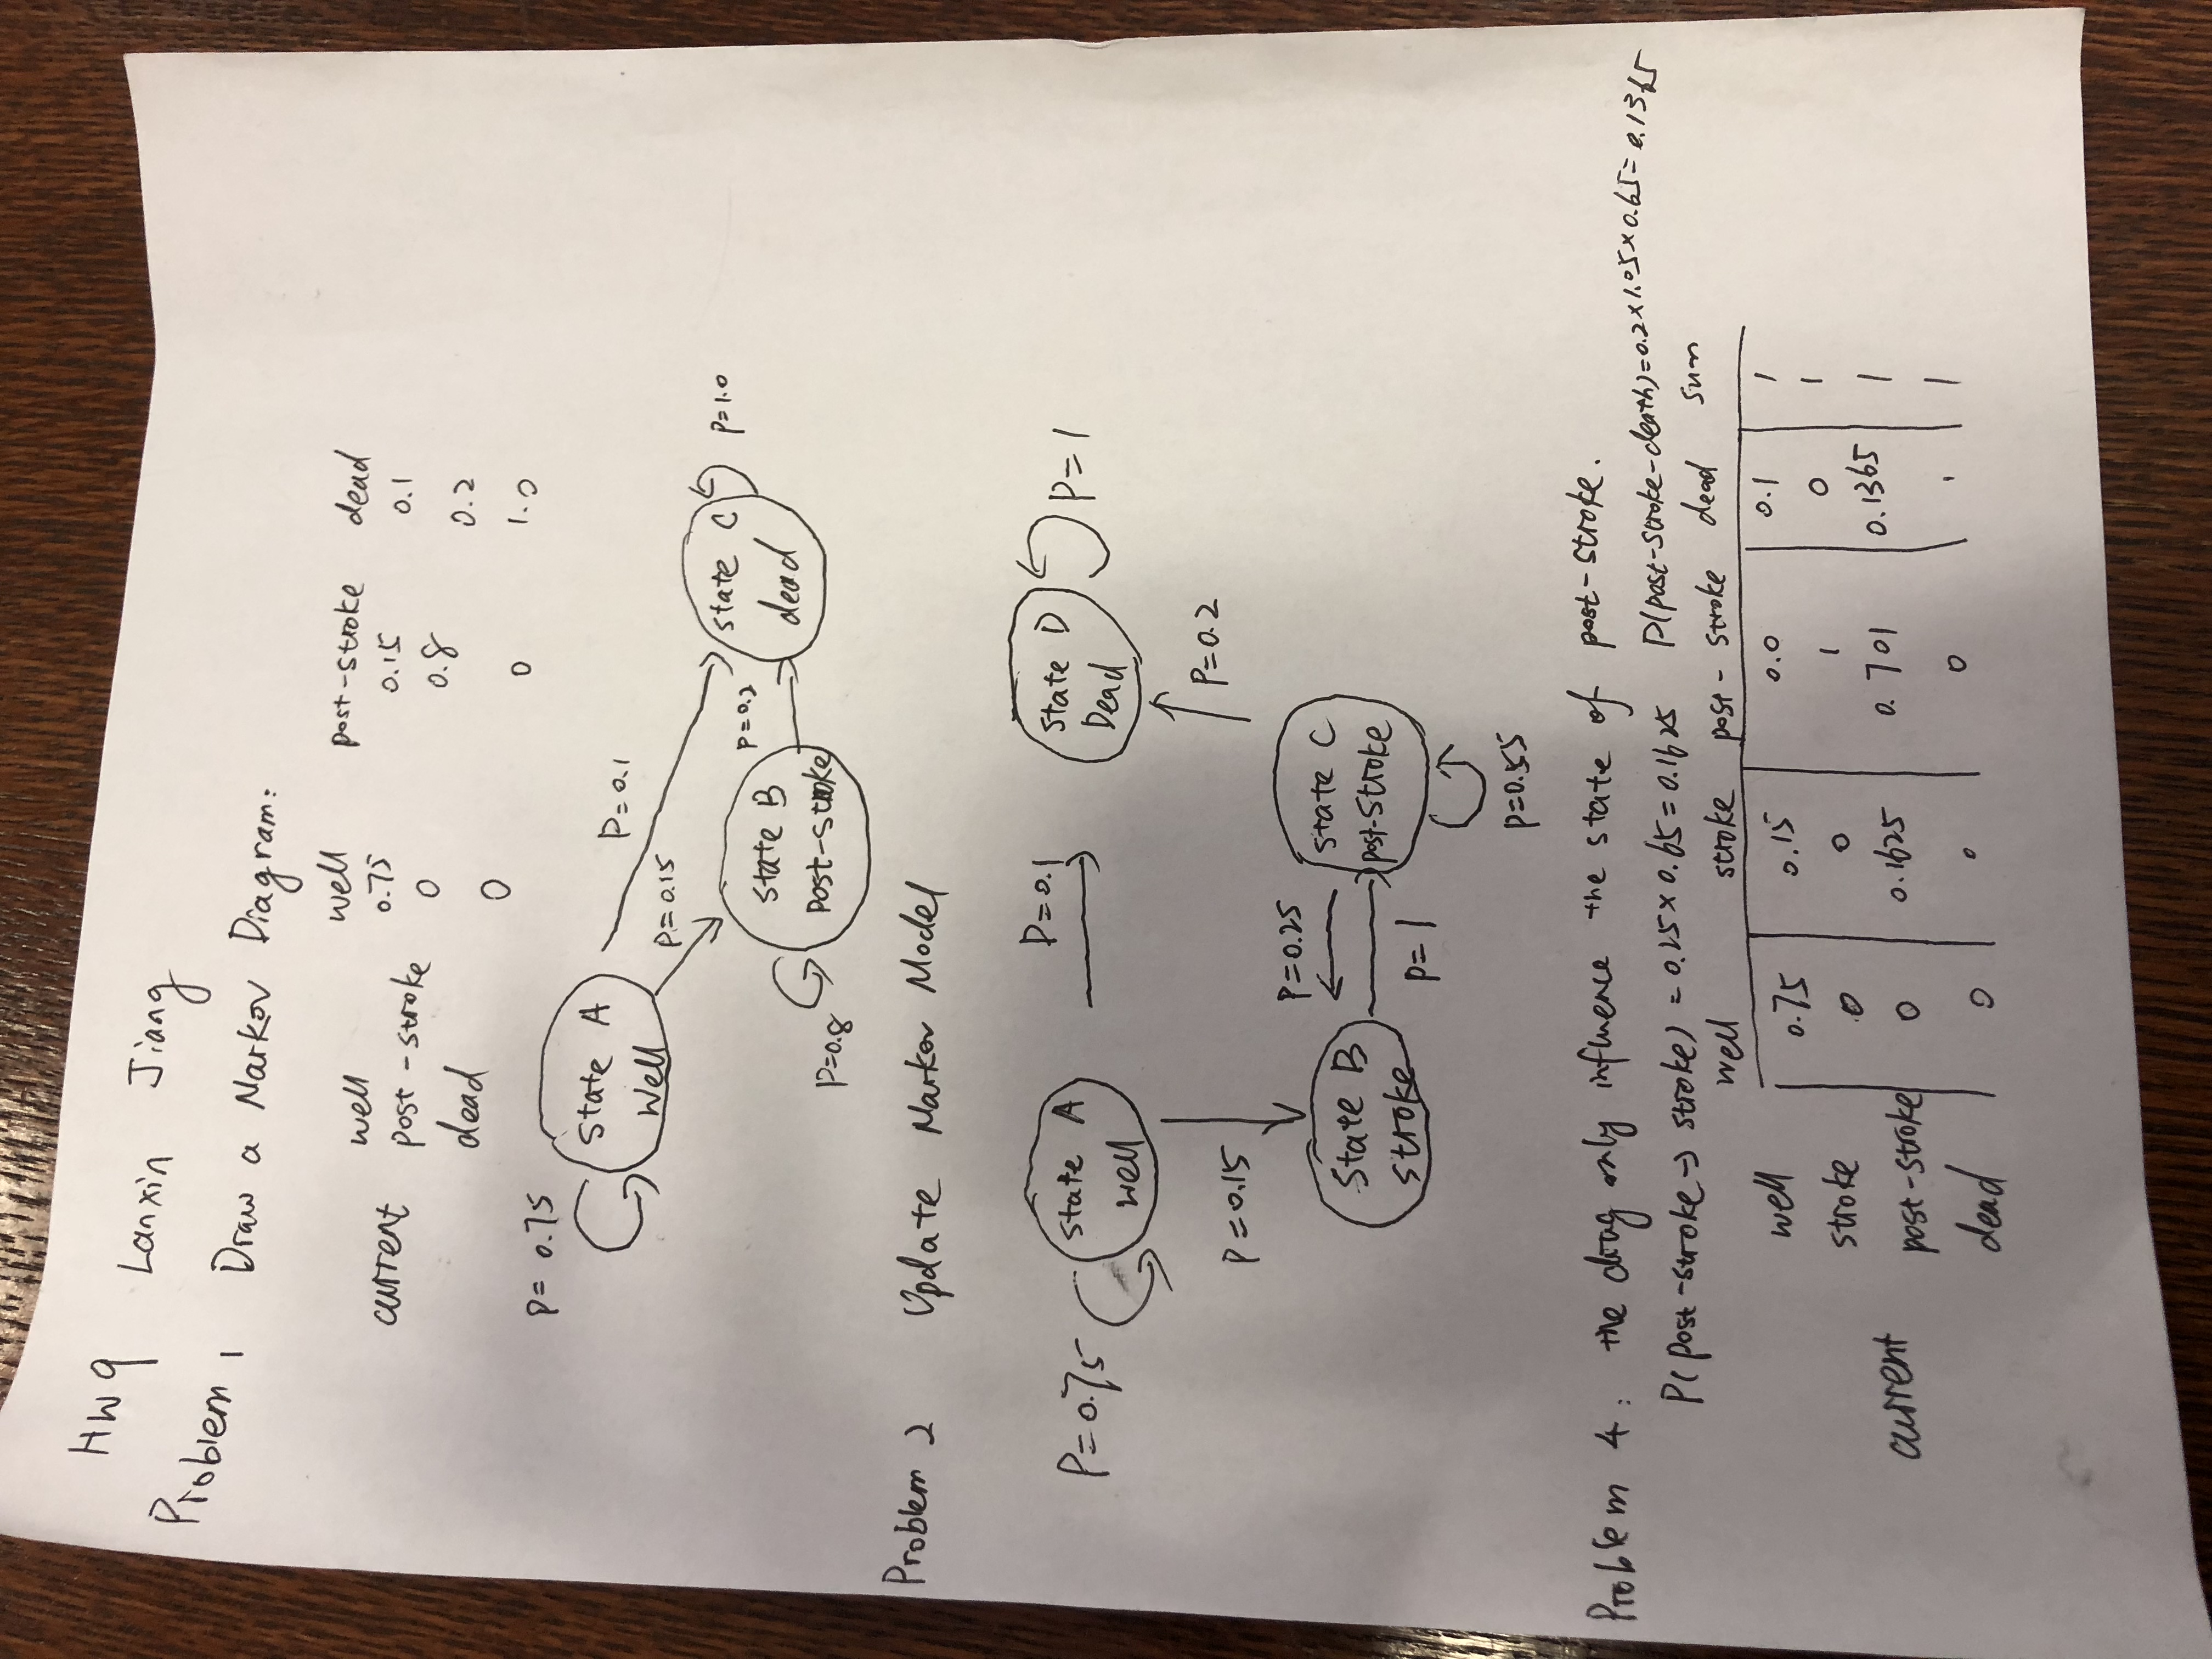 HW9 Lanxin Jiang
Problem 1 Draw a Narkov Diagram:
well post-stroke dead
current well 0.75 0.15 0.1
post-stroke 0 0.8 0.2
dead 0 0 1.0
P= 0.75
state A
Well
P=0.1
P=0.15
state C
dead
P=1.0
P=0.2
state B
Post-stroke
P=0.8
Problem 2 Update Narkov Model
P=0.75
state A
well
P=0.1
state D
Dead
P=1
P=0.15
P=0.2
P=0.25
state B
stroke
state C
post-stroke
P=1
P=0.55
Problem 4: the drag only influence the state of post-stroke.
P(post-stroke→ stroke) = 0.25×0.65=0.1625 P(post-stroke-death)=0.2×1.05×0.65=0.1365
well stroke post-stroke dead sum
well 0.75 0.15 0.0 0.1 1
stroke 0 0 1 0 1
current post-stroke 0 0.1625 0.701 0.1365 1
dead 0 0 0 1 1